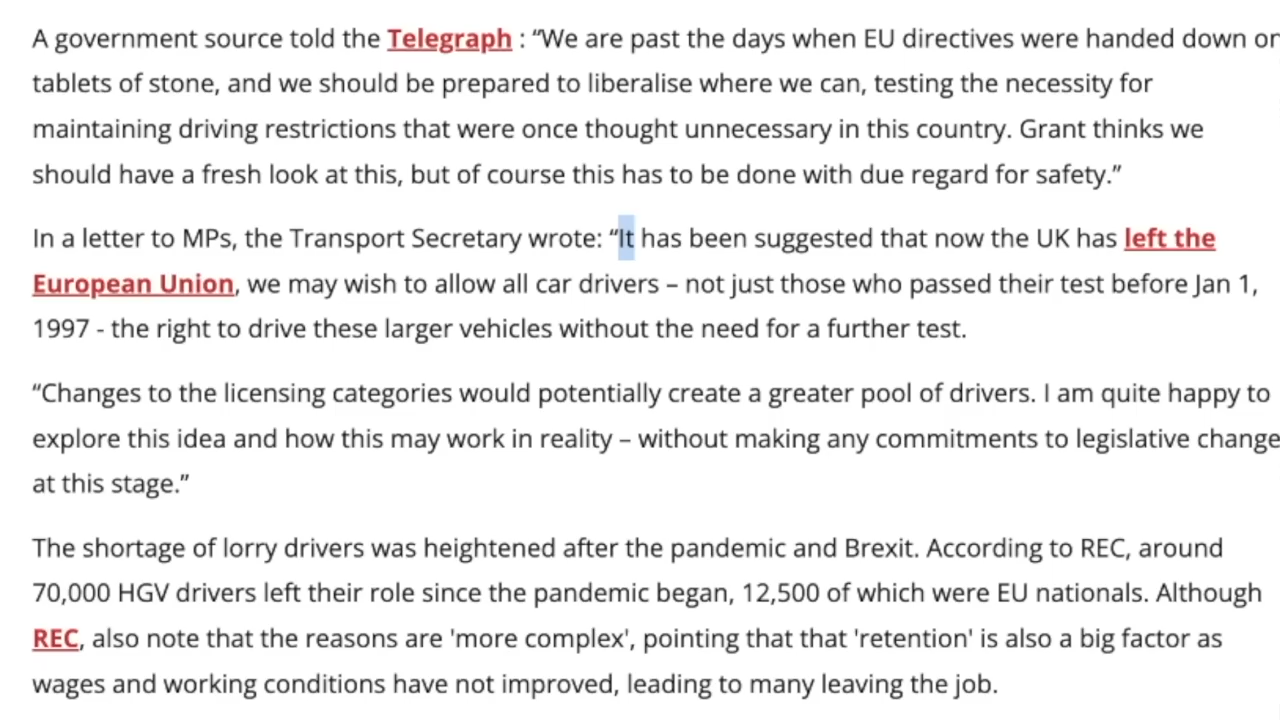 A government source told the Telegraph : “We are past the days when EU directives were handed down on
tablets of stone, and we should be prepared to liberalise where we can, testing the necessity for
maintaining driving restrictions that were once thought unnecessary in this country. Grant thinks we
should have a fresh look at this, but of course this has to be done with due regard for safety.”
In a letter to MPs, the Transport Secretary wrote: “It has been suggested that now the UK has left the
European Union, we may wish to allow all car drivers – not just those who passed their test before Jan 1,
1997 - the right to drive these larger vehicles without the need for a further test.
“Changes to the licensing categories would potentially create a greater pool of drivers. I am quite happy to
explore this idea and how this may work in reality – without making any commitments to legislative change
at this stage.”
The shortage of lorry drivers was heightened after the pandemic and Brexit. According to REC, around
70,000 HGV drivers left their role since the pandemic began, 12,500 of which were EU nationals. Although
REC, also note that the reasons are 'more complex', pointing that that 'retention' is also a big factor as
wages and working conditions have not improved, leading to many leaving the job.